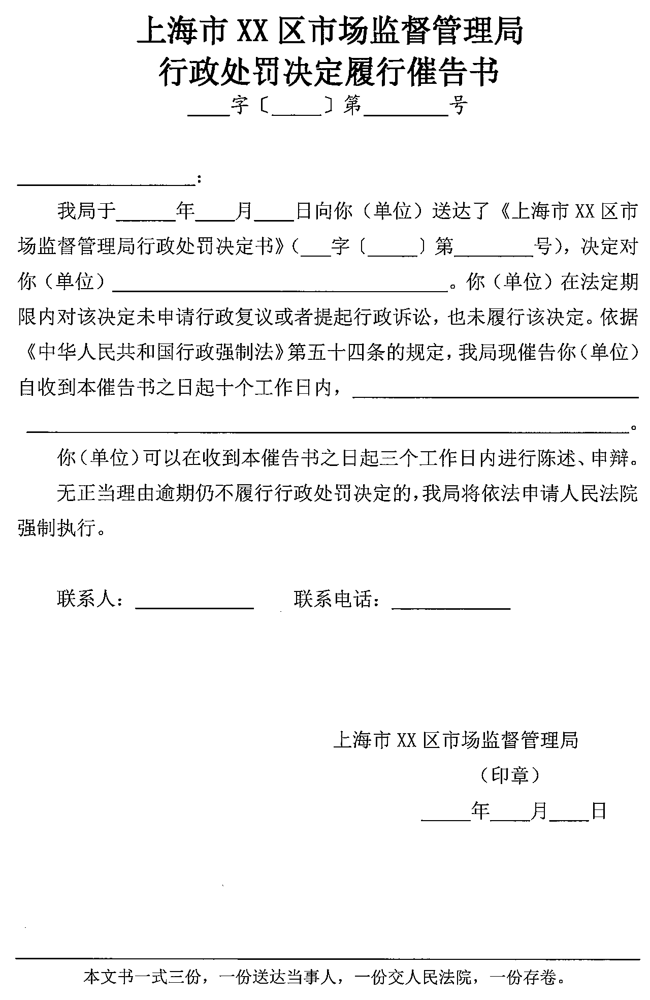 上海市 XX 区市场监督管理局
行政处罚决定履行催告书
____字〔_____〕第________号
__________________：
我局于______年____月____日向你（单位）送达了《上海市 XX 区市
场监督管理局行政处罚决定书》（___字〔_____〕第________号），决定对
你（单位）__________________________________。你（单位）在法定期
限内对该决定未申请行政复议或者提起行政诉讼，也未履行该决定。依据
《中华人民共和国行政强制法》第五十四条的规定，我局现催告你（单位）
自收到本催告书之日起十个工作日内，_____________________________
_____________________________________________________________。
你（单位）可以在收到本催告书之日起三个工作日内进行陈述、申辩。
无正当理由逾期仍不履行行政处罚决定的，我局将依法申请人民法院
强制执行。
联系人：____________ 联系电话：____________
上海市 XX 区市场监督管理局
（印章）
_____年____月____日
本文书一式三份，一份送达当事人，一份交人民法院，一份存卷。